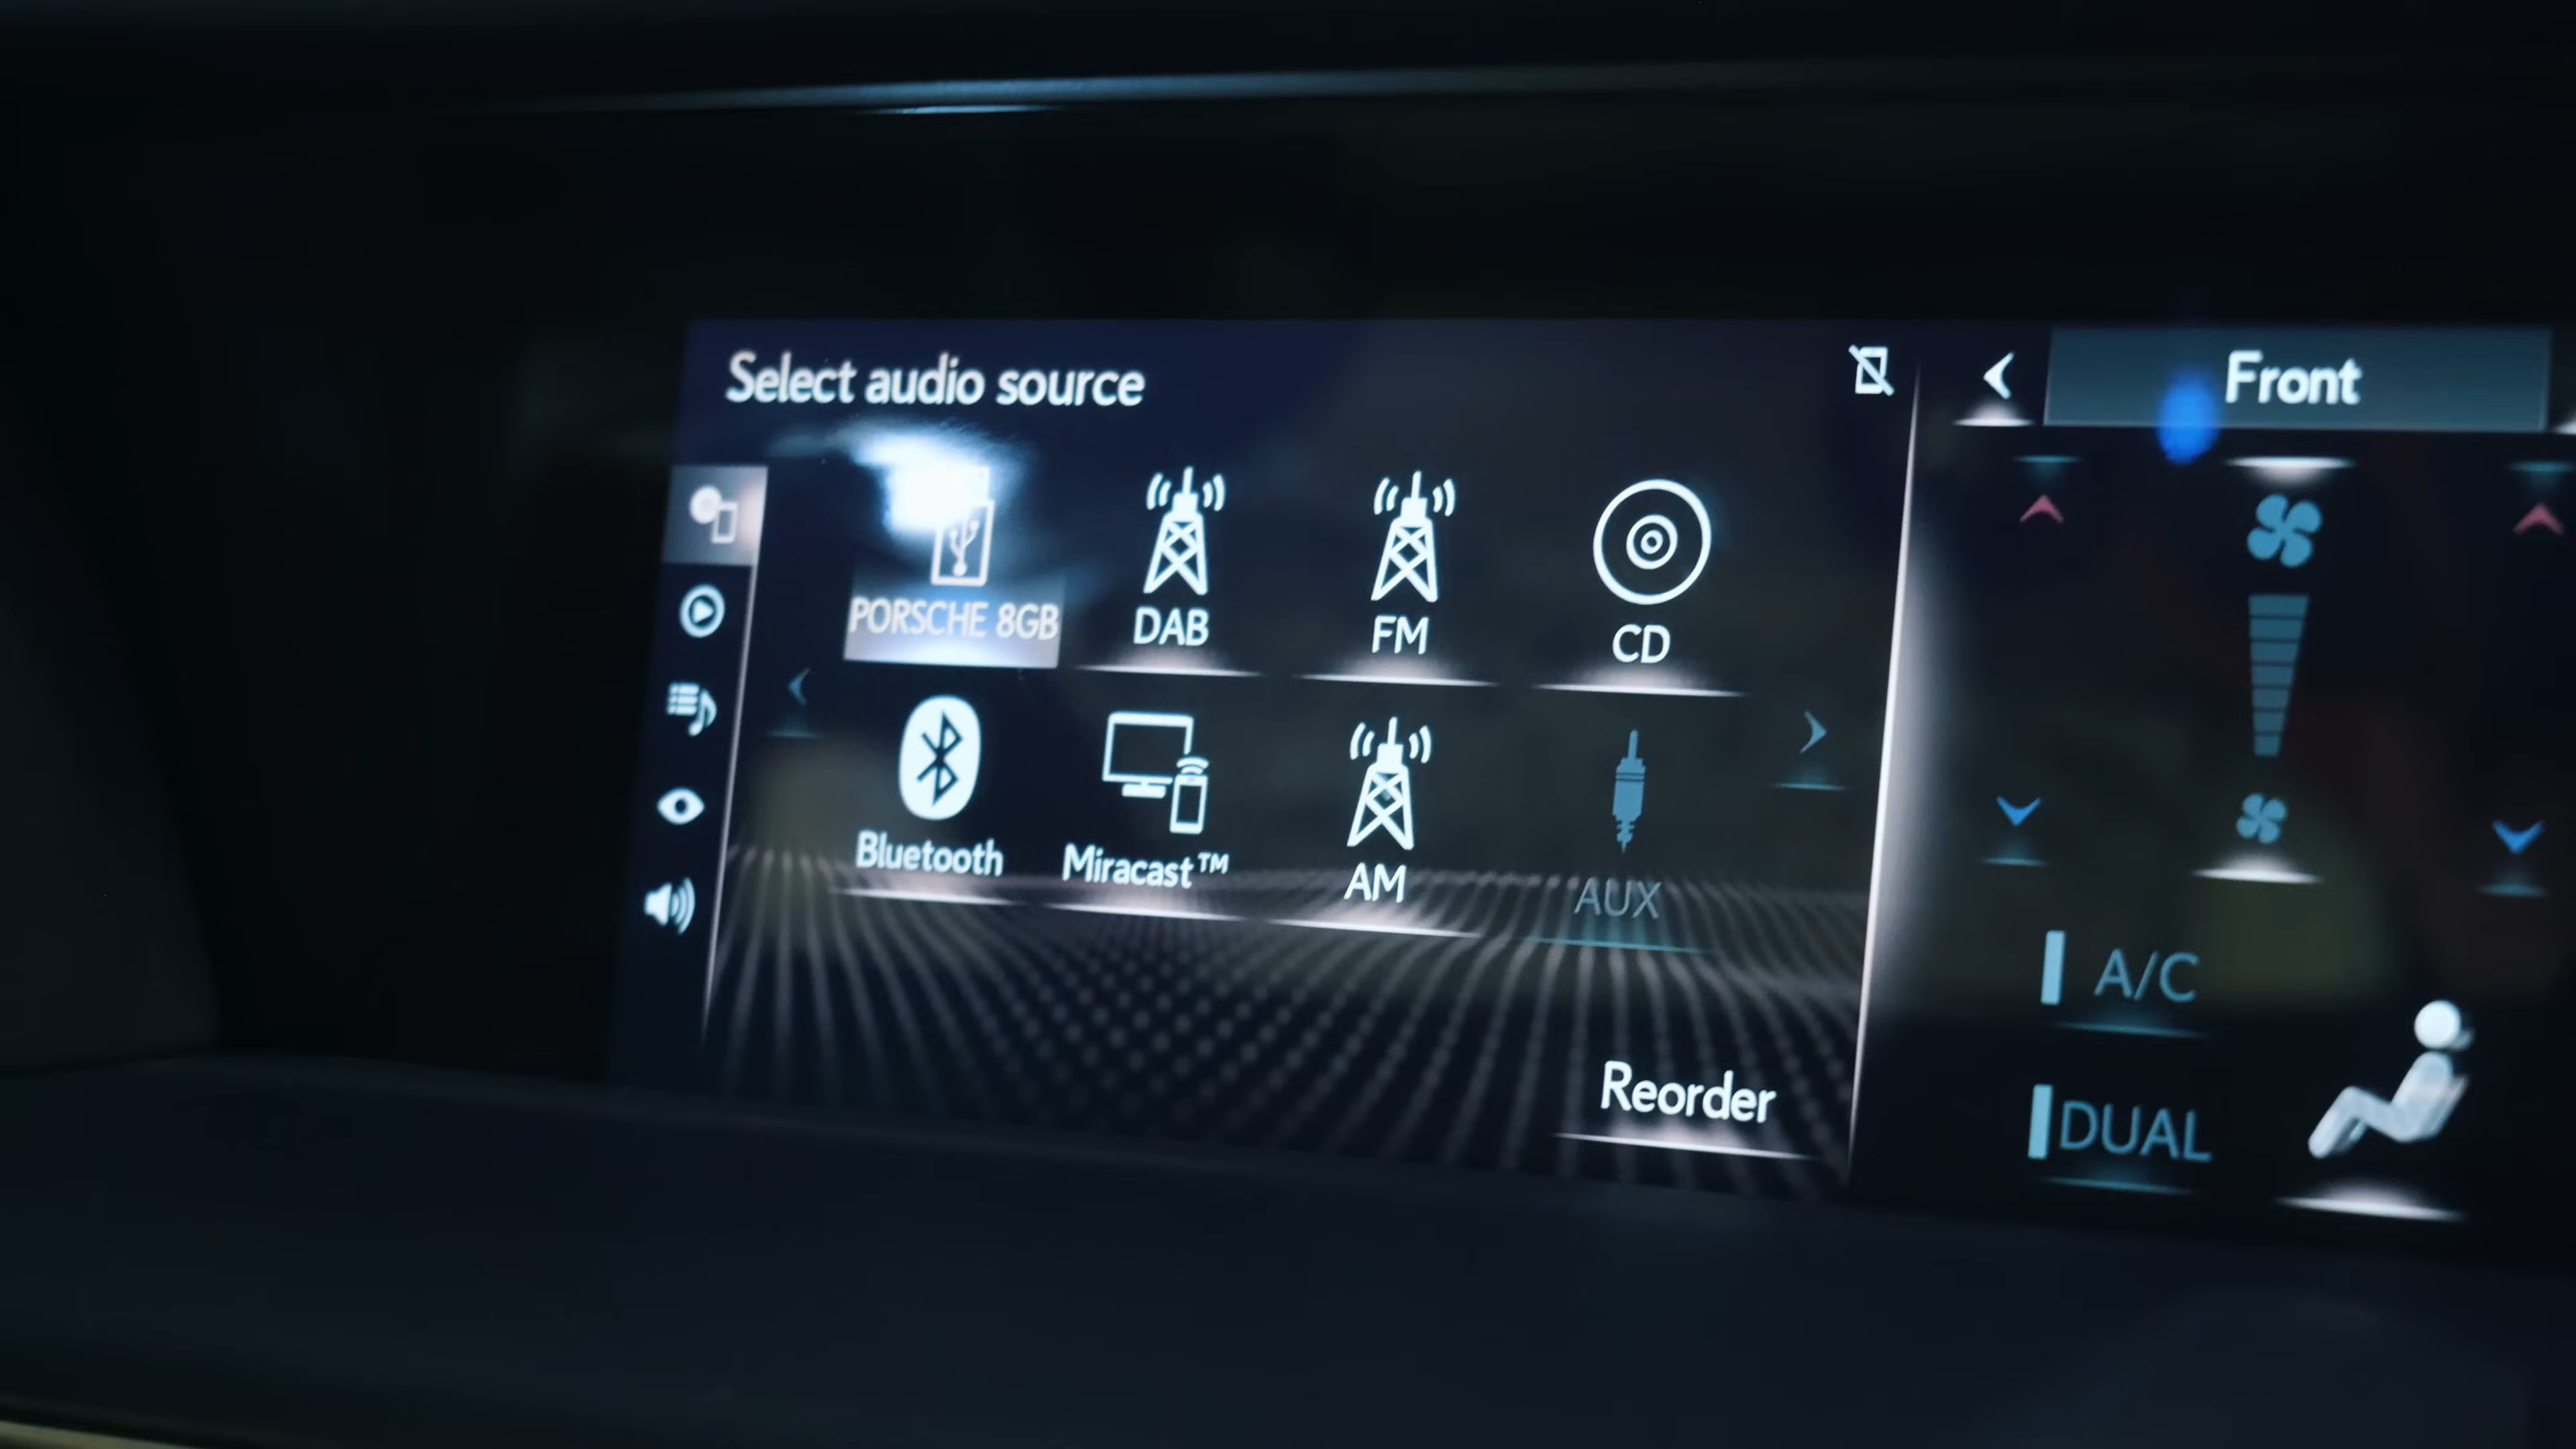 Select audio source
Front
PORSCHE 8GB
DAB
FM
CD
Bluetooth
Miracast™
AM
AUX
A/C
Reorder
DUAL